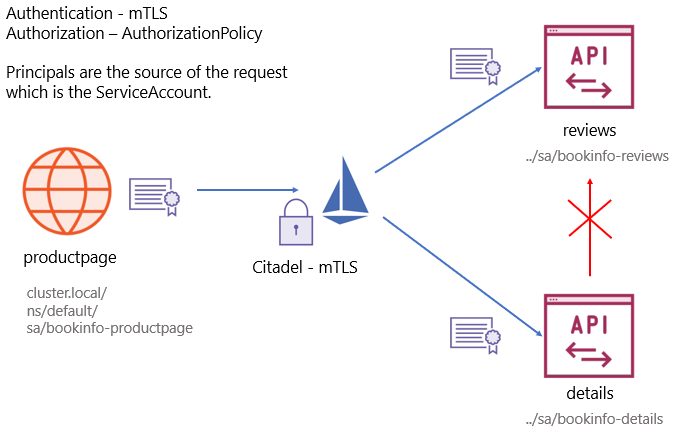 Authentication - mTLS
Authorization – AuthorizationPolicy
Principals are the source of the request
which is the ServiceAccount.
API
reviews
../sa/bookinfo-reviews
productpage
cluster.local/
ns/default/
sa/bookinfo-productpage
Citadel - mTLS
API
details
../sa/bookinfo-details